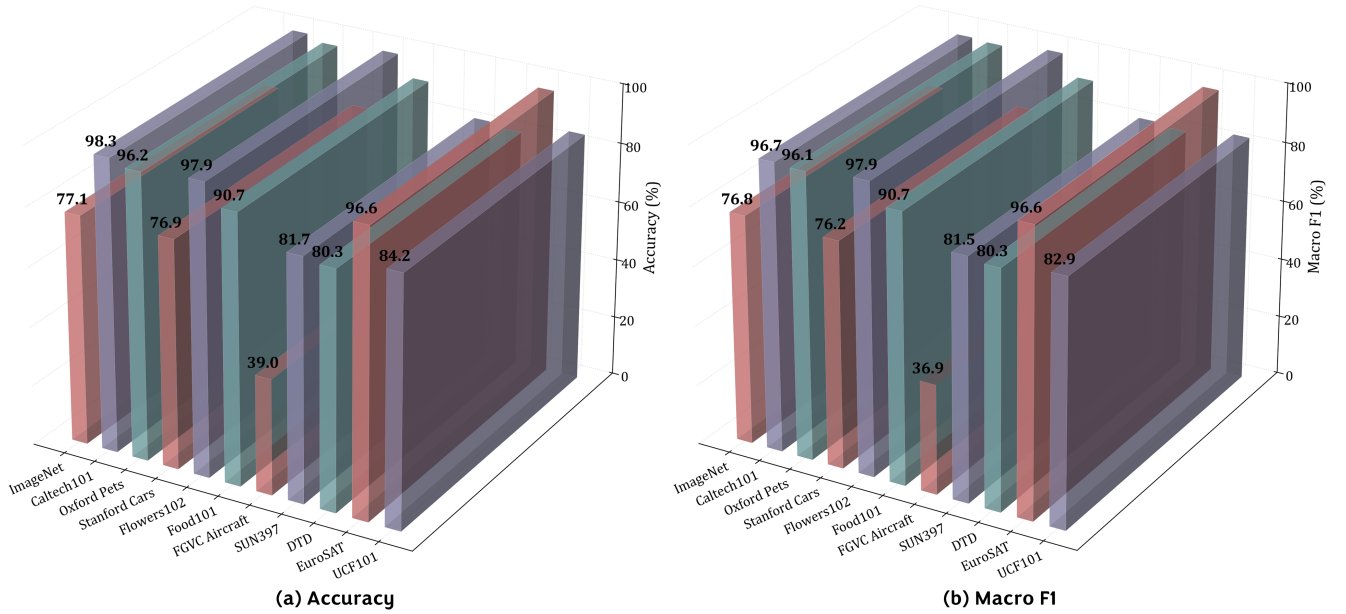 98.3
96.2
97.9
77.1
76.9
90.7
96.6
81.7
80.3
84.2
39.0
100
80
60
40
20
0
Accuracy (%)
ImageNet
Caltech101
Oxford Pets
Stanford Cars
Flowers102
Food101
FGVC Aircraft
SUN397
DTD
EuroSAT
UCF101
(a) Accuracy
96.7
96.1
97.9
76.8
76.2
90.7
96.6
81.5
80.3
82.9
36.9
100
80
60
40
20
0
Macro F1 (%)
ImageNet
Caltech101
Oxford Pets
Stanford Cars
Flowers102
Food101
FGVC Aircraft
SUN397
DTD
EuroSAT
UCF101
(b) Macro F1